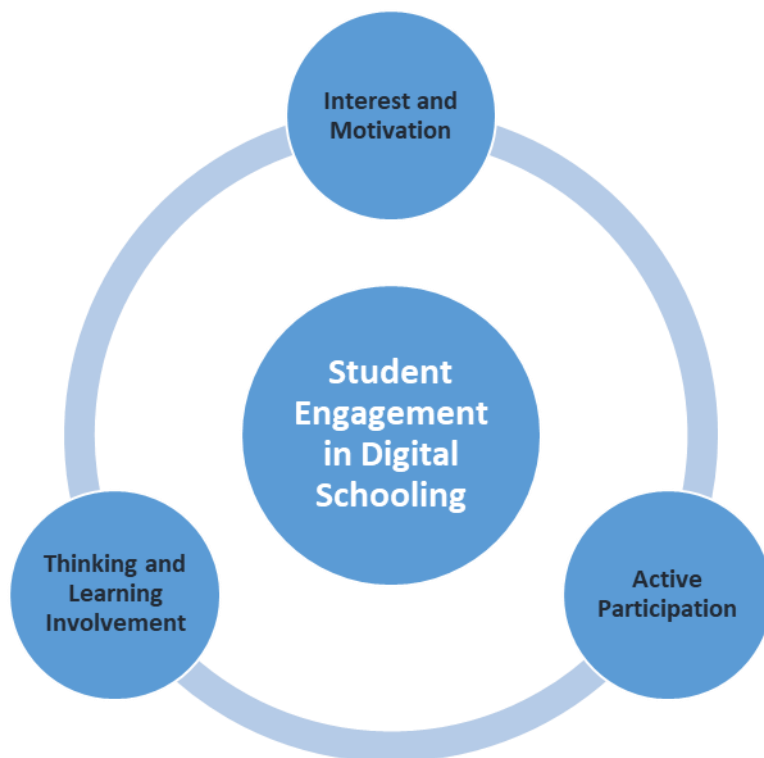 Interest and
Motivation
Student
Engagement
in Digital
Schooling
Thinking and
Learning
Involvement
Active
Participation